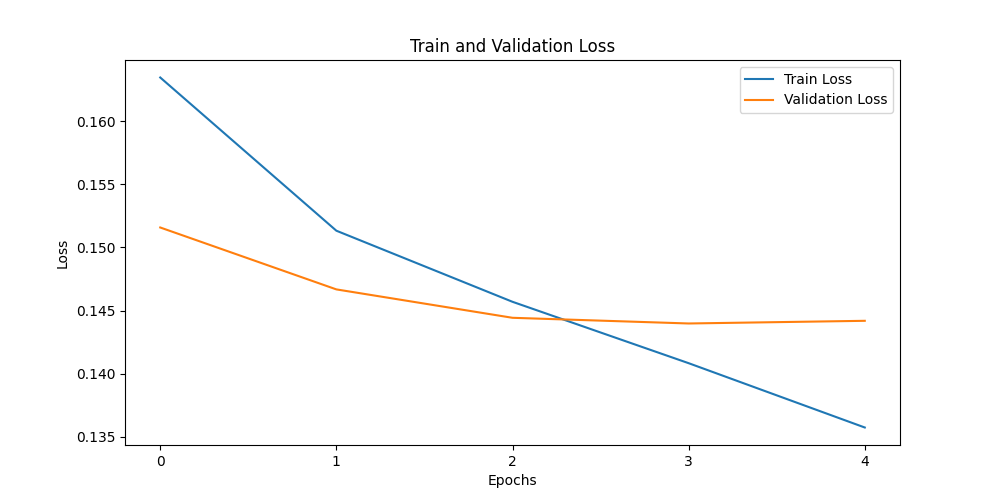 Train and Validation Loss
Train Loss
Validation Loss
0.160
0.155
0.150
0.145
0.140
0.135
Loss
0 1 2 3 4
Epochs